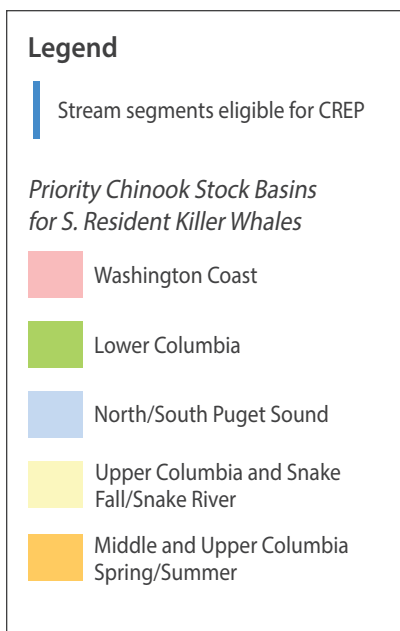 Legend
Stream segments eligible for CREP
Priority Chinook Stock Basins
for S. Resident Killer Whales
Washington Coast
Lower Columbia
North/South Puget Sound
Upper Columbia and Snake
Fall/Snake River
Middle and Upper Columbia
Spring/Summer